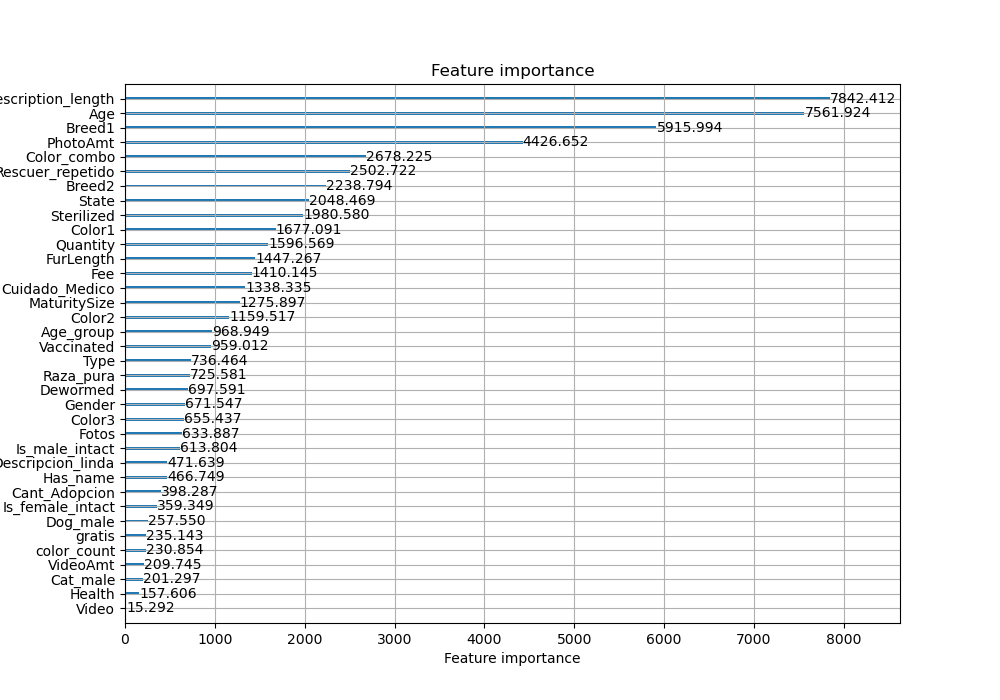 Feature importance
escription_length 7842.412
Age 7561.924
Breed1 5915.994
PhotoAmt 4426.652
Color_combo 2678.225
Rescuer_repetido 2502.722
Breed2 2238.794
State 2048.469
Sterilized 1980.580
Color1 1677.091
Quantity 1596.569
FurLength 1447.267
Fee 1410.145
Cuidado_Medico 1338.335
MaturitySize 1275.897
Color2 1159.517
Age_group 968.949
Vaccinated 959.012
Type 736.464
Raza_pura 725.581
Dewormed 697.591
Gender 671.547
Color3 655.437
Fotos 633.887
Is_male_intact 613.804
Descripcion_linda 471.639
Has_name 466.749
Cant_Adopcion 398.287
Is_female_intact 359.349
Dog_male 257.550
gratis 235.143
color_count 230.854
VideoAmt 209.745
Cat_male 201.297
Health 157.606
Video 15.292
0 1000 2000 3000 4000 5000 6000 7000 8000
Feature importance